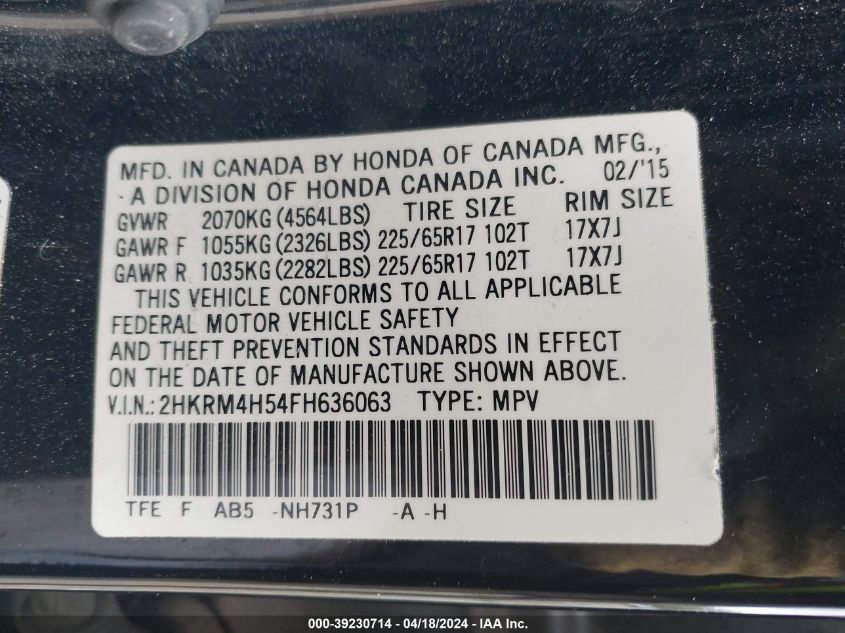 MFD. IN CANADA BY HONDA OF CANADA MFG.,
A DIVISION OF HONDA CANADA INC. 02/'15
GVWR 2070KG (4564LBS) TIRE SIZE RIM SIZE
GAWR F 1055KG (2326LBS) 225/65R17 102T 17X7J
GAWR R 1035KG (2282LBS) 225/65R17 102T 17X7J
THIS VEHICLE CONFORMS TO ALL APPLICABLE
FEDERAL MOTOR VEHICLE SAFETY
AND THEFT PREVENTION STANDARDS IN EFFECT
ON THE DATE OF MANUFACTURE SHOWN ABOVE.
V.I.N.: 2HKRM4H54FH636063 TYPE: MPV
TFE F AB5 -NH731P -A -H
000-39230714 - 04/18/2024 - IAA Inc.